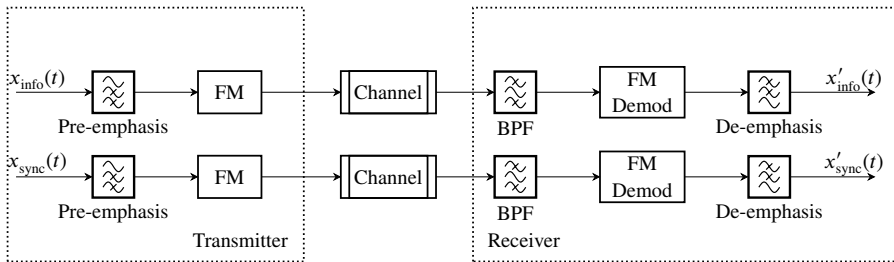 x_info(t)
Pre-emphasis
FM
Channel
BPF
FM
Demod
De-emphasis
x'_info(t)
x_sync(t)
Pre-emphasis
FM
Channel
BPF
FM
Demod
De-emphasis
x'_sync(t)
Transmitter
Receiver